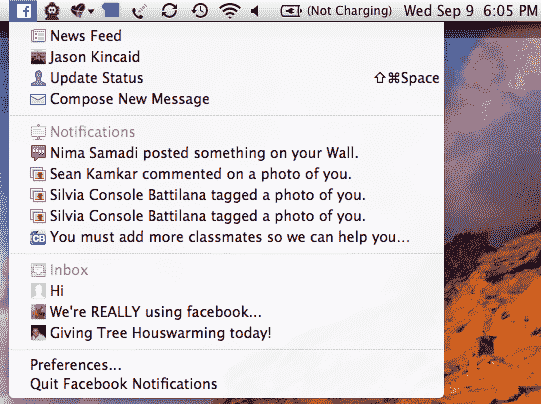 (Not Charging) Wed Sep 9 6:05 PM
News Feed
Jason Kincaid
Update Status ⇧⌘Space
Compose New Message
Notifications
Nima Samadi posted something on your Wall.
Sean Kamkar commented on a photo of you.
Silvia Console Battilana tagged a photo of you.
Silvia Console Battilana tagged a photo of you.
You must add more classmates so we can help you...
Inbox
Hi
We're REALLY using facebook...
Giving Tree Houswarming today!
Preferences...
Quit Facebook Notifications